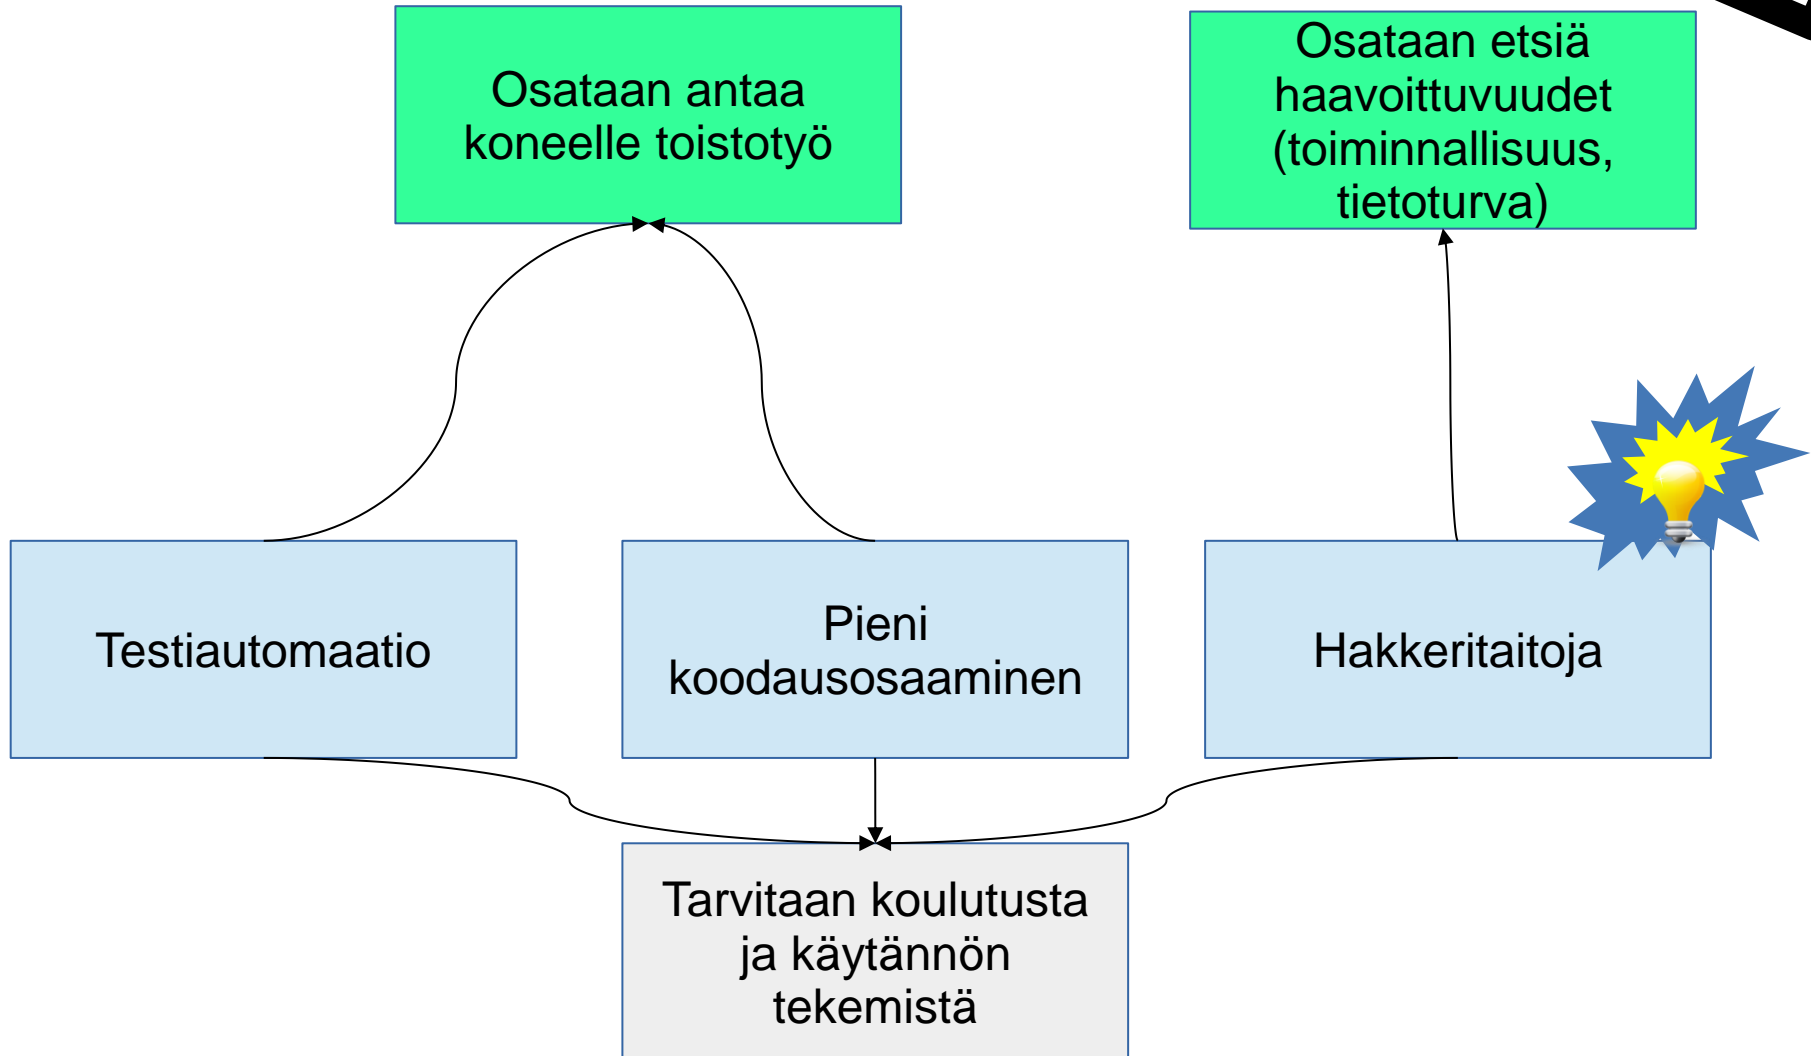 Osataan antaa
koneelle toistotyö
Osataan etsiä
haavoittuvuudet
(toiminnallisuus,
tietoturva)
Testiautomaatio
Pieni
koodausosaaminen
Hakkeritaitoja
Tarvitaan koulutusta
ja käytännön
tekemistä